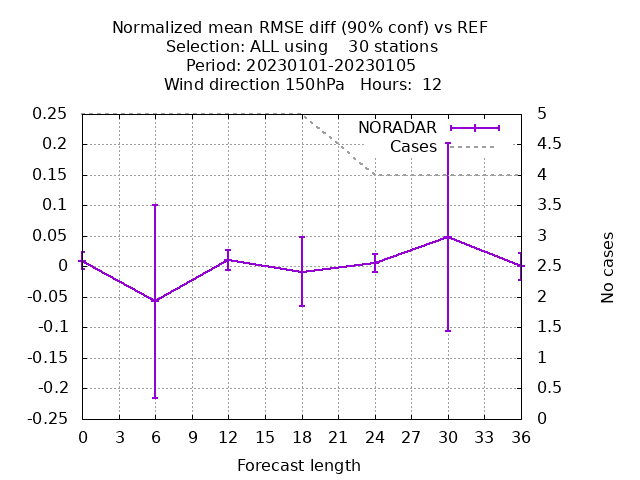 Normalized mean RMSE diff (90% conf) vs REF
Selection: ALL using    30 stations
Period: 20230101-20230105
Wind direction 150hPa   Hours:  12
0.25 5
NORADAR
0.2 4.5
Cases
0.15 4
0.1 3.5
0.05 3
0 2.5
-0.05 2
-0.1 1.5
-0.15 1
-0.2 0.5
-0.25 0
No cases
0 3 6 9 12 15 18 21 24 27 30 33 36
Forecast length